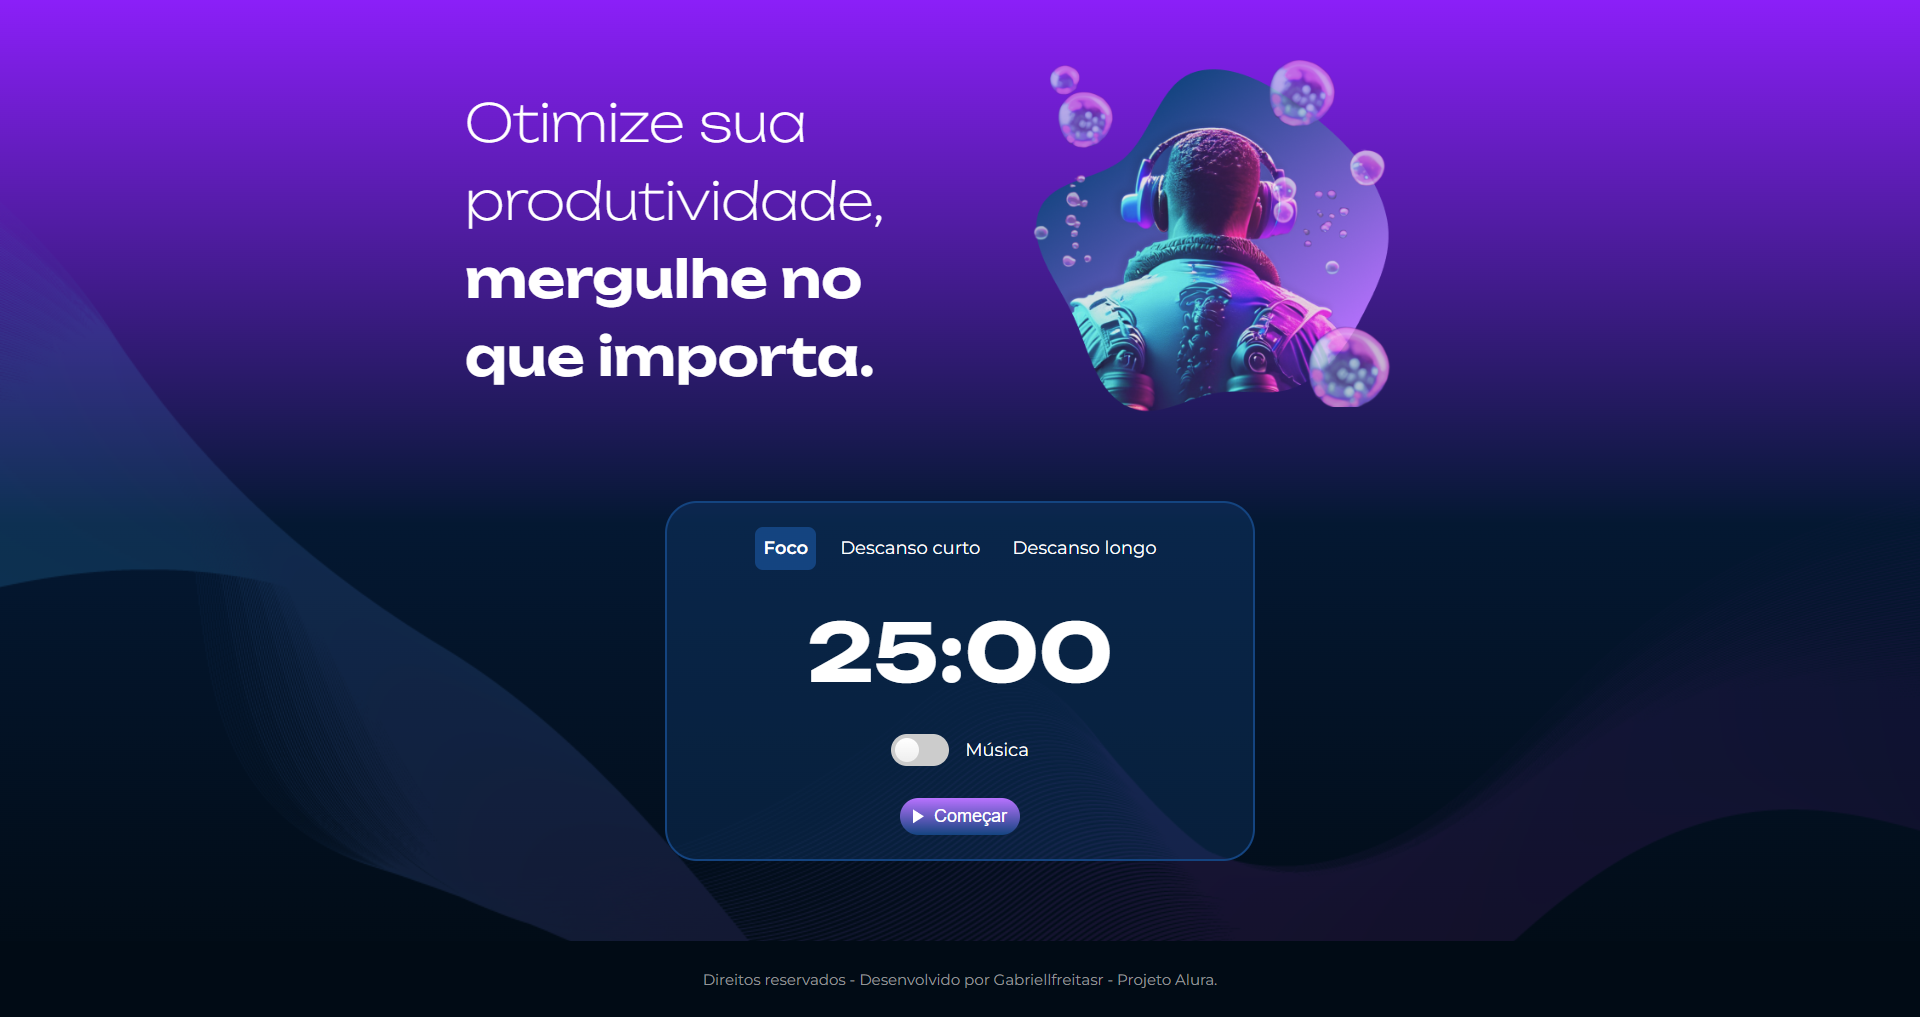 Otimize sua
produtividade,
mergulhe no
que importa.
Foco Descanso curto Descanso longo
25:00
Música
Começar
Direitos reservados - Desenvolvido por Gabriellfreitasr - Projeto Alura.